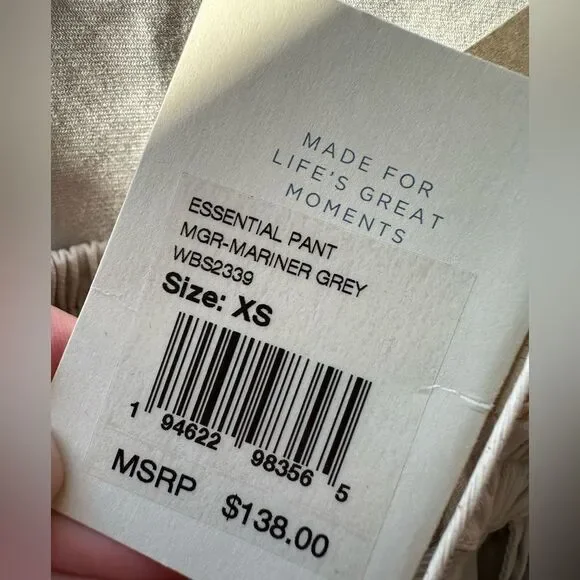 MADE FOR
LIFE'S GREAT
MOMENTS
ESSENTIAL PANT
MGR-MARINER GREY
WBS2339
Size: XS
1 94622 98356 5
MSRP $138.00